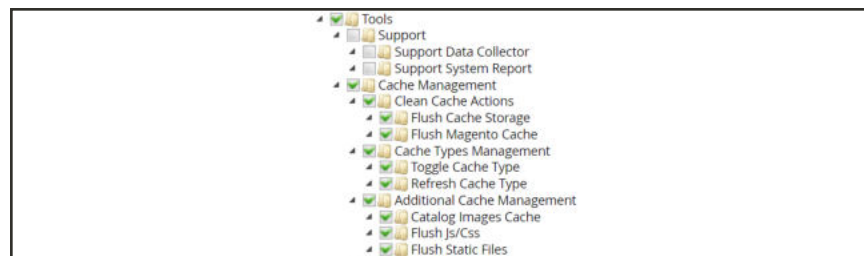 Tools
Support
Support Data Collector
Support System Report
Cache Management
Clean Cache Actions
Flush Cache Storage
Flush Magento Cache
Cache Types Management
Toggle Cache Type
Refresh Cache Type
Additional Cache Management
Catalog Images Cache
Flush Js/Css
Flush Static Files